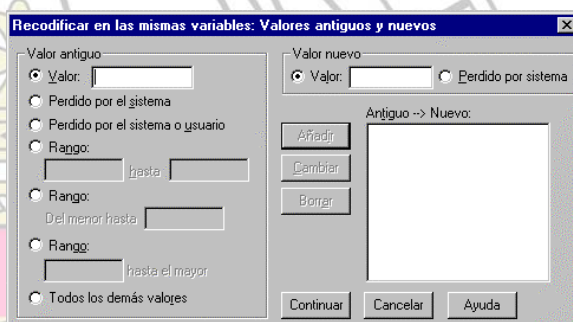 Recodificar en las mismas variables: Valores antiguos y nuevos
Valor antiguo
Valor:
Perdido por el sistema
Perdido por el sistema o usuario
Rango:
hasta
Rango:
Del menor hasta
Rango:
hasta el mayor
Todos los demás valores
Valor nuevo
Valor:
Perdido por sistema
Antiguo --> Nuevo:
Añadir
Cambiar
Borrar
Continuar
Cancelar
Ayuda